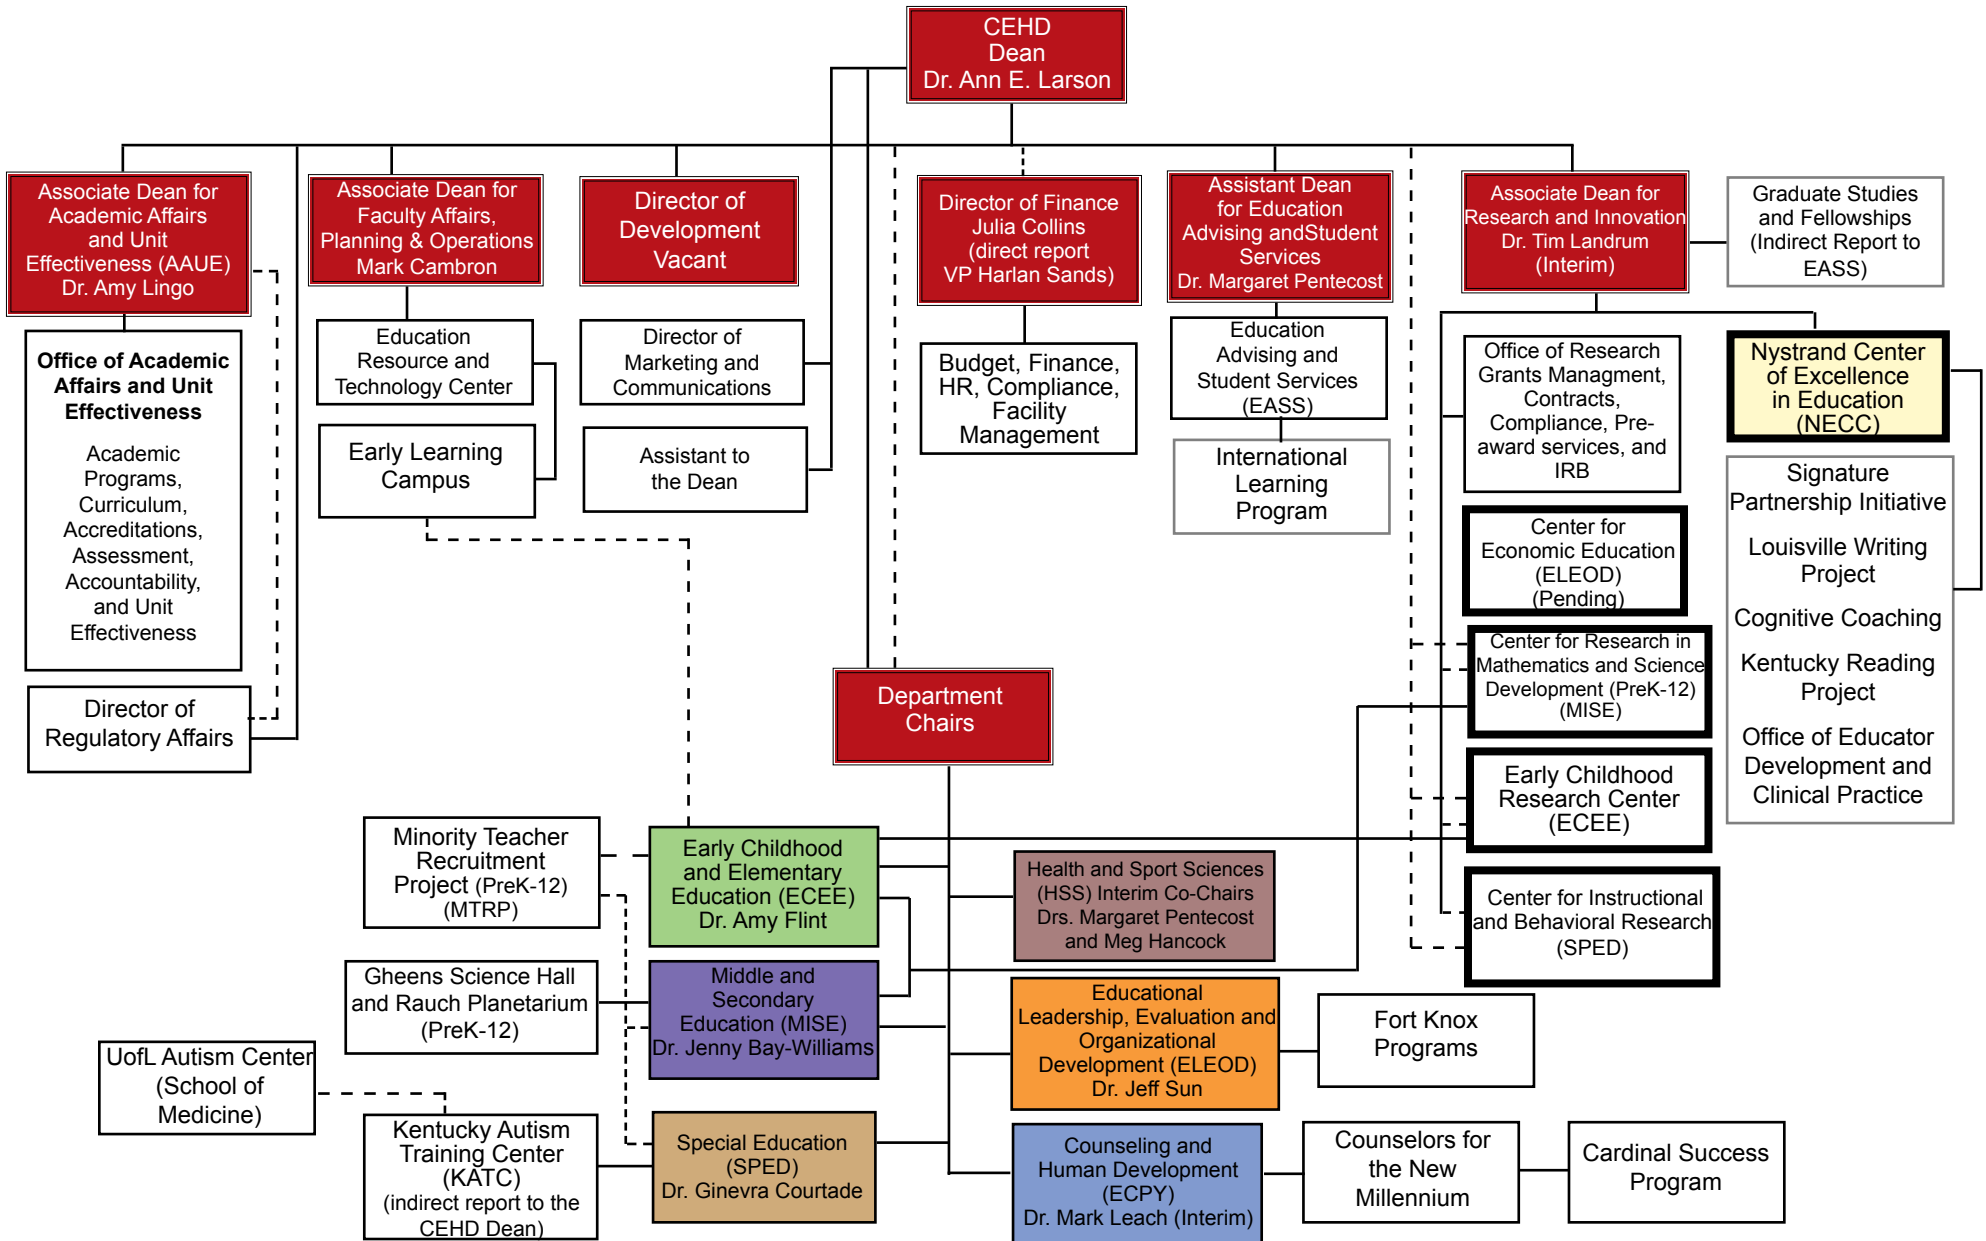 CEHD
Dean
Dr. Ann E. Larson
Associate Dean for
Academic Affairs
and Unit
Effectiveness (AAUE)
Dr. Amy Lingo
Associate Dean for
Faculty Affairs,
Planning & Operations
Mark Cambron
Director of
Development
Vacant
Director of Finance
Julia Collins
(direct report
VP Harlan Sands)
Assistant Dean
for Education
Advising andStudent
Services
Dr. Margaret Pentecost
Associate Dean for
Research and Innovation
Dr. Tim Landrum
(Interim)
Graduate Studies
and Fellowships
(Indirect Report to
EASS)
Office of Academic
Affairs and Unit
Effectiveness
Academic
Programs,
Curriculum,
Accreditations,
Assessment,
Accountability,
and Unit
Effectiveness
Education
Resource and
Technology Center
Director of
Marketing and
Communications
Budget, Finance,
HR, Compliance,
Facility
Management
Education
Advising and
Student Services
(EASS)
Office of Research
Grants Managment,
Contracts,
Compliance, Pre-
award services, and
IRB
Nystrand Center
of Excellence
in Education
(NECC)
Early Learning
Campus
Assistant to
the Dean
International
Learning
Program
Signature
Partnership Initiative
Louisville Writing
Project
Cognitive Coaching
Kentucky Reading
Project
Office of Educator
Development and
Clinical Practice
Center for
Economic Education
(ELEOD)
(Pending)
Center for Research in
Mathematics and Science
Development (PreK-12)
(MISE)
Director of
Regulatory Affairs
Department
Chairs
Early Childhood
Research Center
(ECEE)
Minority Teacher
Recruitment
Project (PreK-12)
(MTRP)
Early Childhood
and Elementary
Education (ECEE)
Dr. Amy Flint
Health and Sport Sciences
(HSS) Interim Co-Chairs
Drs. Margaret Pentecost
and Meg Hancock
Center for Instructional
and Behavioral Research
(SPED)
Gheens Science Hall
and Rauch Planetarium
(PreK-12)
Middle and
Secondary
Education (MISE)
Dr. Jenny Bay-Williams
Educational
Leadership, Evaluation and
Organizational
Development (ELEOD)
Dr. Jeff Sun
Fort Knox
Programs
UofL Autism Center
(School of
Medicine)
Kentucky Autism
Training Center
(KATC)
(indirect report to the
CEHD Dean)
Special Education
(SPED)
Dr. Ginevra Courtade
Counseling and
Human Development
(ECPY)
Dr. Mark Leach (Interim)
Counselors for
the New
Millennium
Cardinal Success
Program